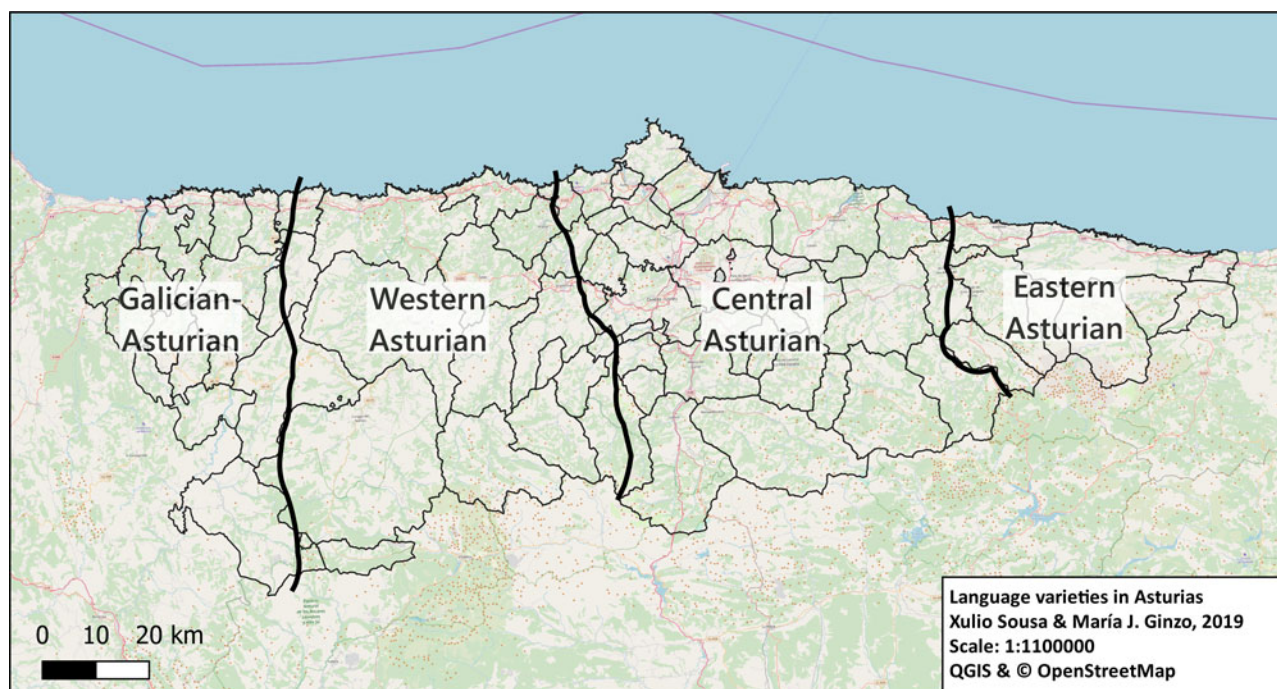 Galician-
Asturian
Western
Asturian
Central
Asturian
Eastern
Asturian
0 10 20 km
Language varieties in Asturias
Xulio Sousa & María J. Ginzo, 2019
Scale: 1:1100000
QGIS & © OpenStreetMap